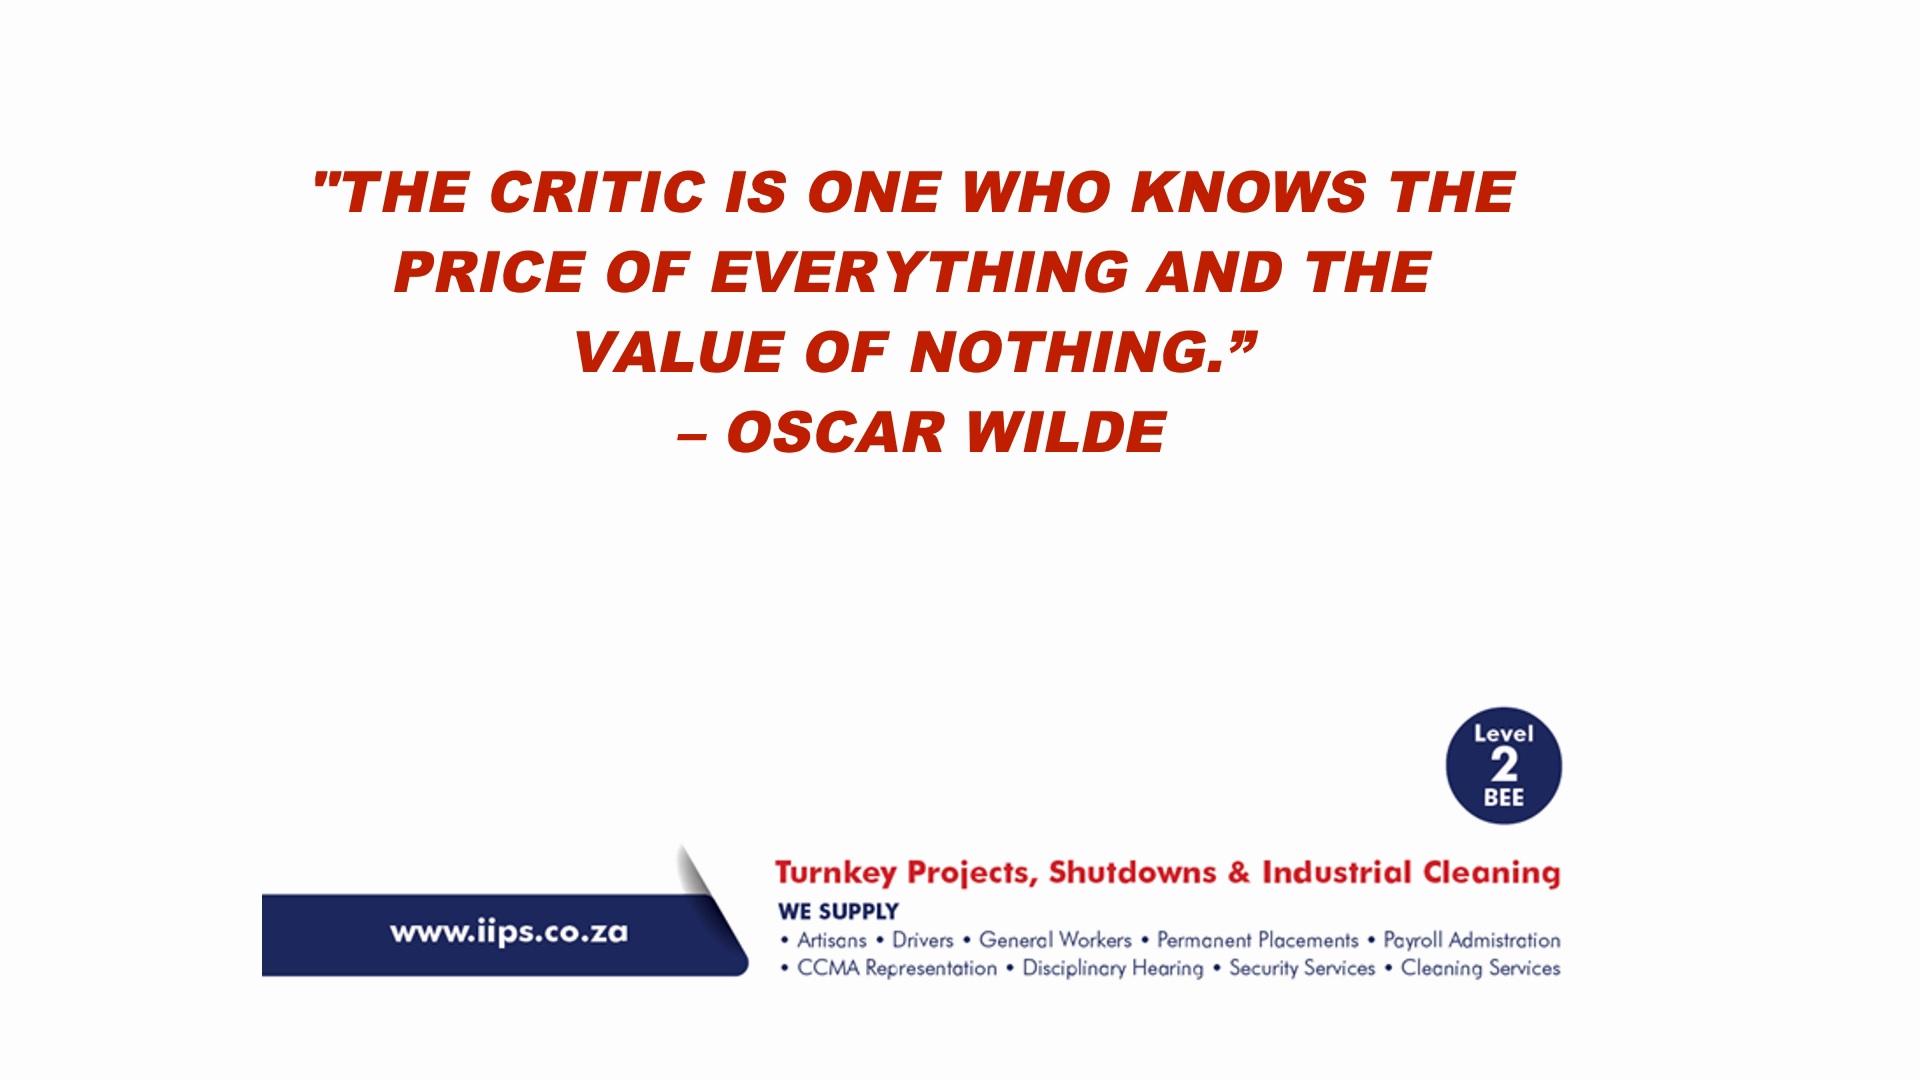 "THE CRITIC IS ONE WHO KNOWS THE
PRICE OF EVERYTHING AND THE
VALUE OF NOTHING.”
– OSCAR WILDE
Level
2
BEE
Turnkey Projects, Shutdowns & Industrial Cleaning
www.iips.co.za
WE SUPPLY
• Artisans • Drivers • General Workers • Permanent Placements • Payroll Admistration
• CCMA Representation • Disciplinary Hearing • Security Services • Cleaning Services